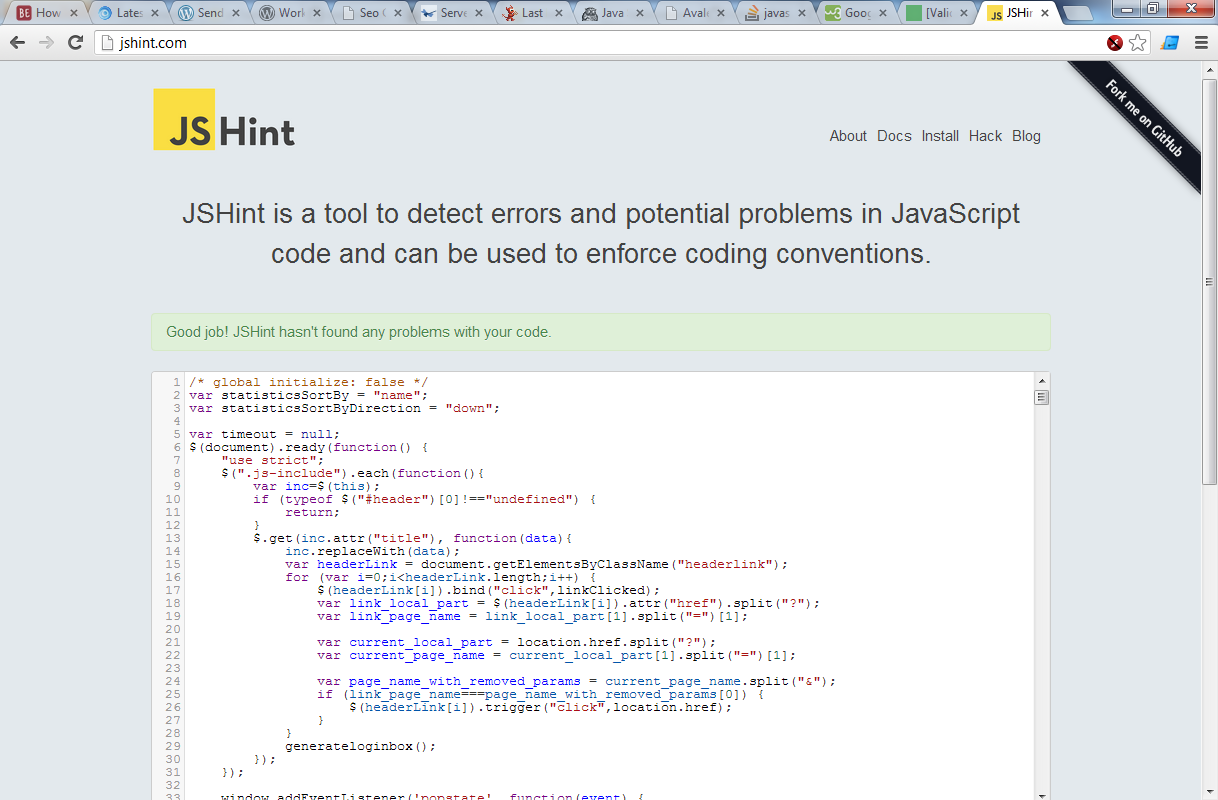 How Lates Send Work Seo Serve Last Java Avale javas Goog [Valid JSHin
jshint.com
Fork me on GitHub
JSHint
About Docs Install Hack Blog
JSHint is a tool to detect errors and potential problems in JavaScript
code and can be used to enforce coding conventions.
Good job! JSHint hasn't found any problems with your code.
1 /* global initialize: false */
2 var statisticsSortBy = "name";
3 var statisticsSortByDirection = "down";
4
5 var timeout = null;
6 $(document).ready(function() {
7 "use strict";
8 $(".js-include").each(function(){
9 var inc=$(this);
10 if (typeof $("#header")[0]!=="undefined") {
11 return;
12 }
13 $.get(inc.attr("title"), function(data){
14 inc.replaceWith(data);
15 var headerLink = document.getElementsByClassName("headerlink");
16 for (var i=0;i<headerLink.length;i++) {
17 $(headerLink[i]).bind("click",linkClicked);
18 var link_local_part = $(headerLink[i]).attr("href").split("?");
19 var link_page_name = link_local_part[1].split("=")[1];
20
21 var current_local_part = location.href.split("?");
22 var current_page_name = current_local_part[1].split("=")[1];
23
24 var page_name_with_removed_params = current_page_name.split("&");
25 if (link_page_name===page_name_with_removed_params[0]) {
26 $(headerLink[i]).trigger("click",location.href);
27 }
28 }
29 generateloginbox();
30 });
31 });
32
33 window.addEventListener('popstate', function(event) {